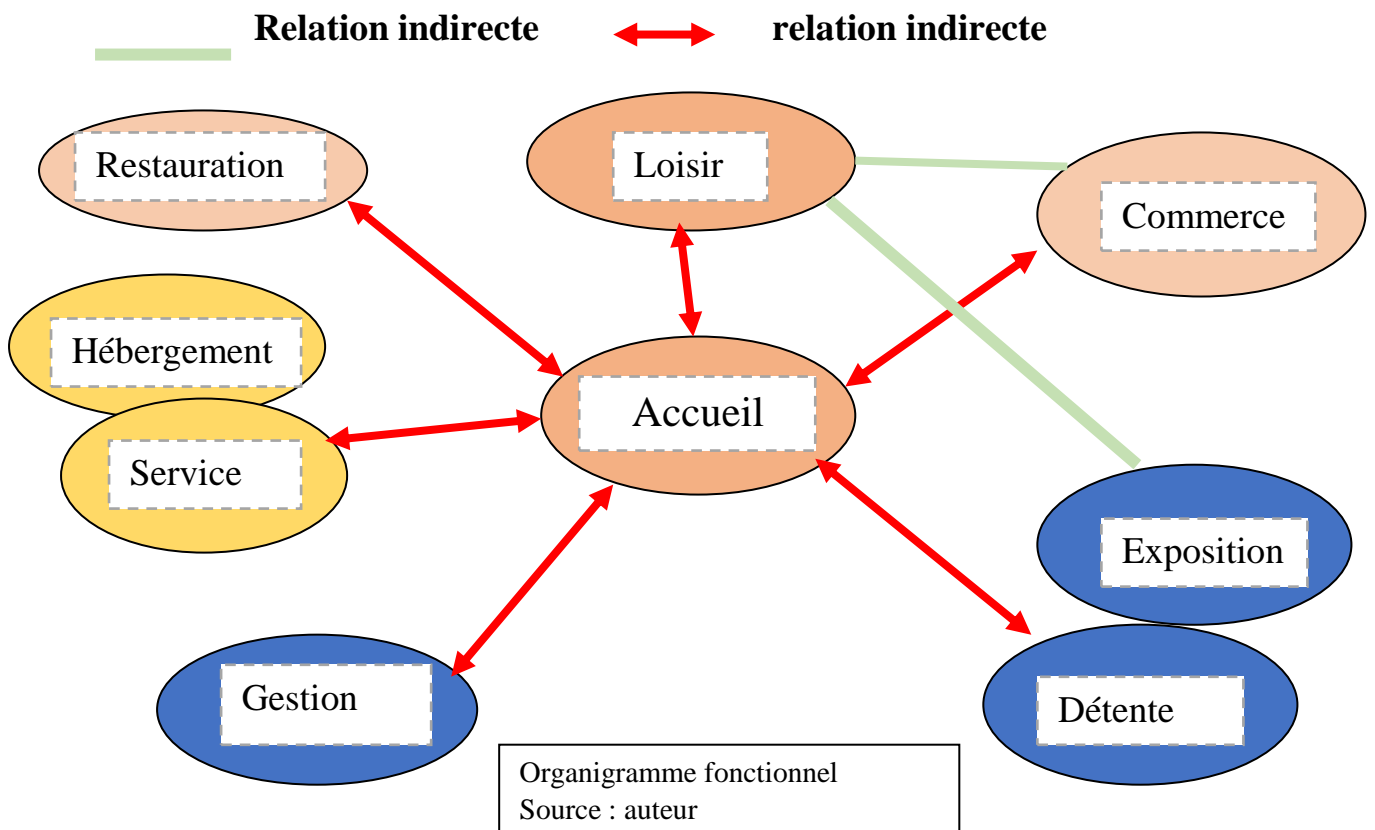 Relation indirecte relation indirecte
Restauration
Loisir
Commerce
Hébergement
Accueil
Service
Exposition
Gestion
Détente
Organigramme fonctionnel
Source : auteur